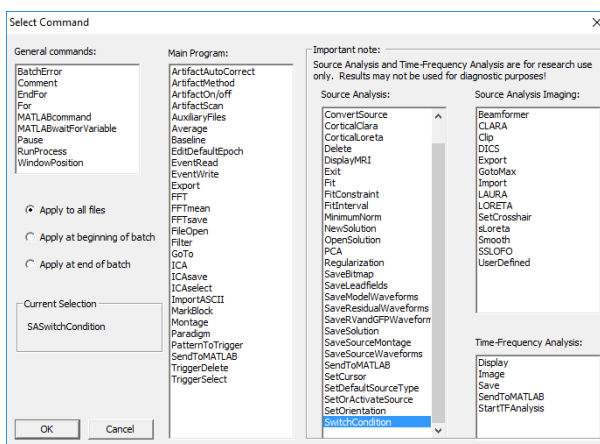 Select Command
General commands:
BatchError
Comment
EndFor
For
MATLABcommand
MATLABwaitForVariable
Pause
RunProcess
WindowPosition
Apply to all files
Apply at beginning of batch
Apply at end of batch
Current Selection
SASwitchCondition
OK
Cancel
Main Program:
ArtifactAutoCorrect
ArtifactMethod
ArtifactOn/off
ArtifactScan
AuxiliaryFiles
Average
Baseline
EditDefaultEpoch
EventRead
EventWrite
Export
FFT
FFTmean
FFTsave
FileOpen
Filter
GoTo
ICA
ICAsave
ICAselect
ImportASCII
MarkBlock
Montage
Paradigm
PatternToTrigger
SendToMATLAB
TriggerDelete
TriggerSelect
Important note:
Source Analysis and Time-Frequency Analysis are for research use
only. Results may not be used for diagnostic purposes!
Source Analysis:
ConvertSource
CorticalClara
CorticalLoreta
Delete
DisplayMRI
Exit
Fit
FitConstraint
FitInterval
MinimumNorm
NewSolution
OpenSolution
PCA
Regularization
SaveBitmap
SaveLeadfields
SaveModelWaveforms
SaveResidualWaveforms
SaveRVandGFPWaveform
SaveSolution
SaveSourceMontage
SaveSourceWaveforms
SendToMATLAB
SetCursor
SetDefaultSourceType
SetOrActivateSource
SetOrientation
SwitchCondition
Source Analysis Imaging:
Beamformer
CLARA
Clip
DICS
Export
GotoMax
Import
LAURA
LORETA
SetCrosshair
sLoreta
Smooth
SSLOFO
UserDefined
Time-Frequency Analysis:
Display
Image
Save
SendToMATLAB
StartTFAnalysis